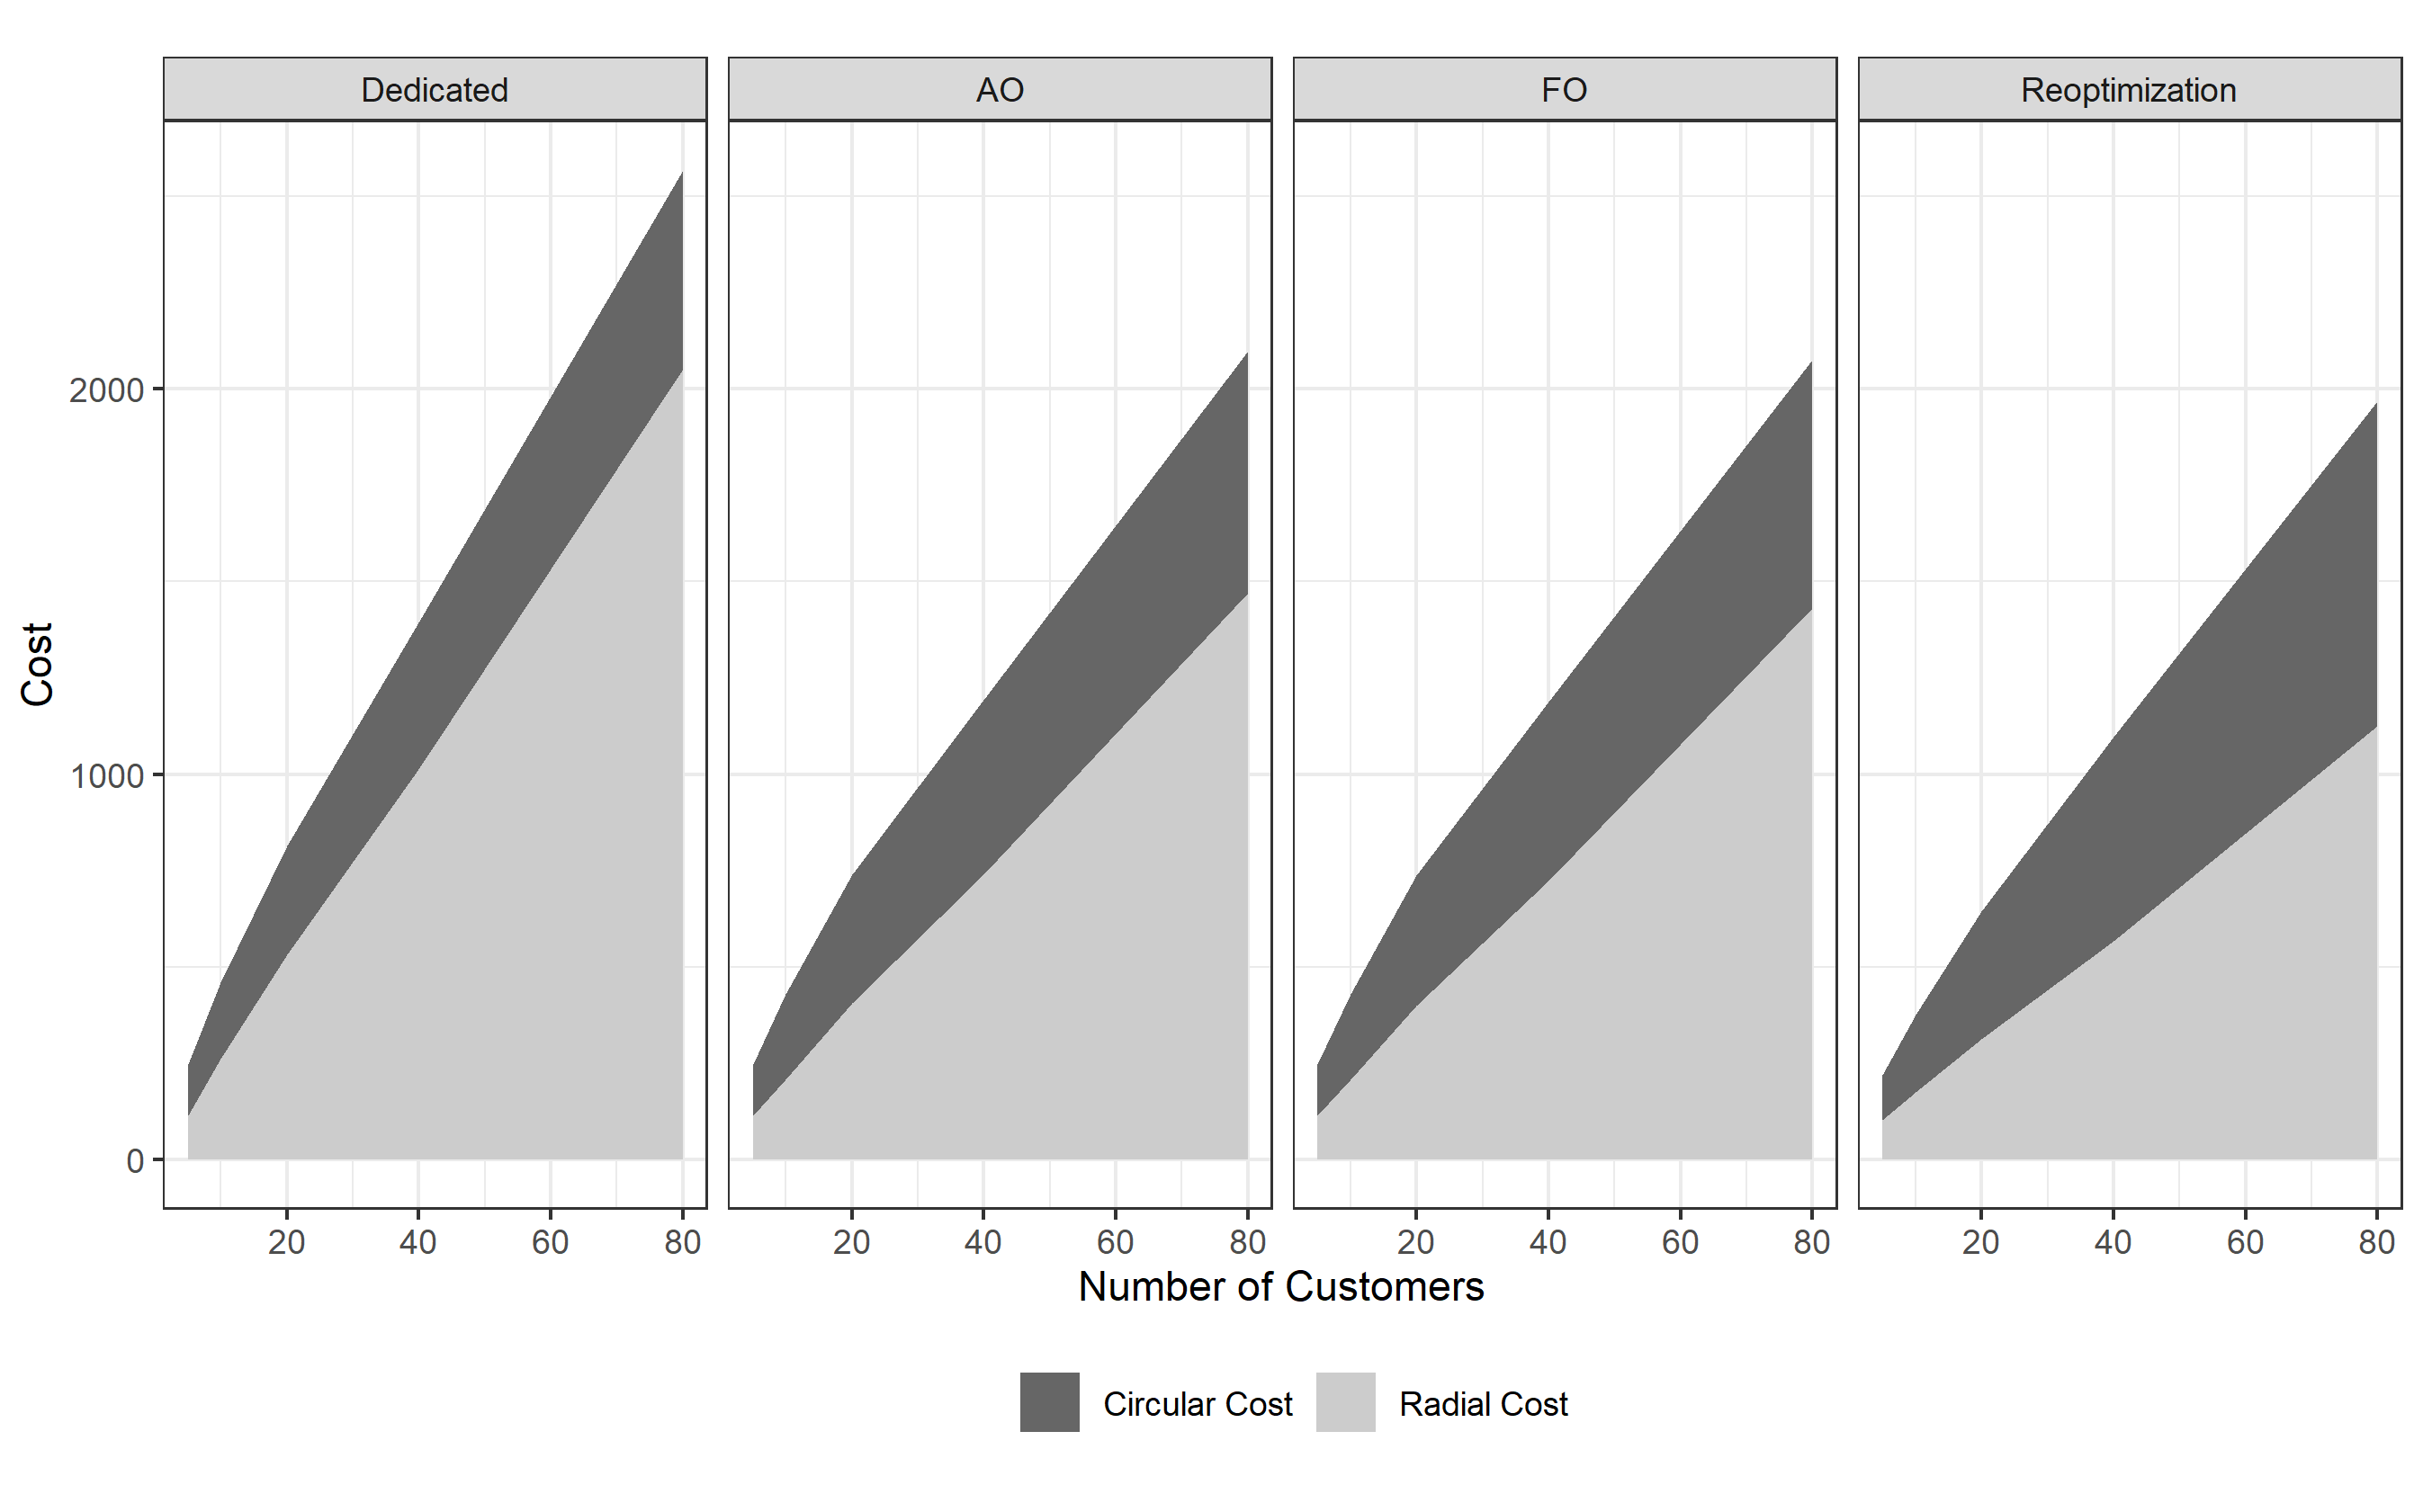 Dedicated AO FO Reoptimization
Cost
2000
1000
0
20 40 60 80 20 40 60 80 20 40 60 80 20 40 60 80
Number of Customers
Circular Cost Radial Cost